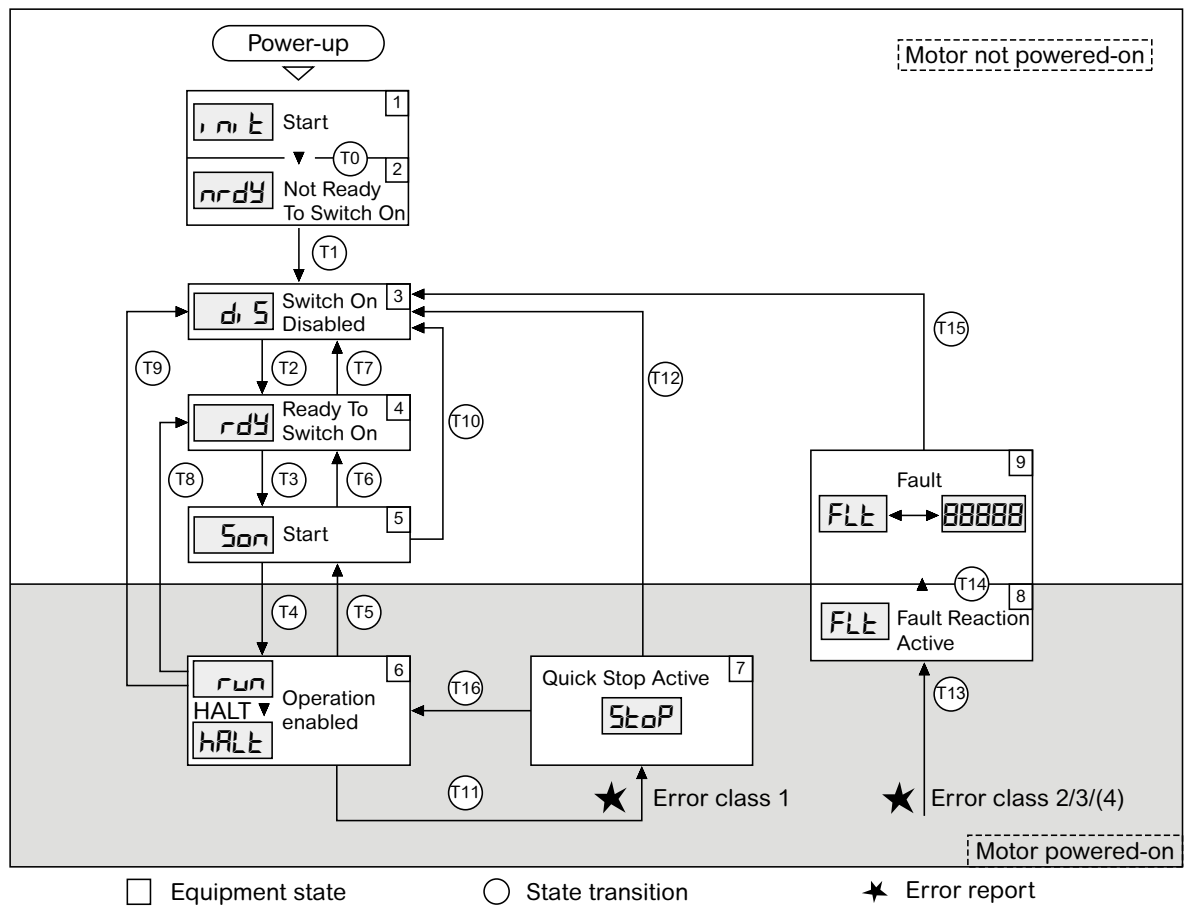 Power-up
Motor not powered-on
1
init
Start
T0
2
nrdy
Not Ready
To Switch On
T1
3
diS
Switch On
Disabled
T15
T9
T2
T7
T12
4
rdy
Ready To
Switch On
T10
T8
T3
T6
9
Fault
FLt
88888
5
Son
Start
T14
8
T4
T5
FLt
Fault Reaction
Active
6
run
HALT
hALt
Operation
enabled
T16
7
Quick Stop Active
StoP
T13
T11
Error class 1
Error class 2/3/(4)
Motor powered-on
Equipment state
State transition
Error report